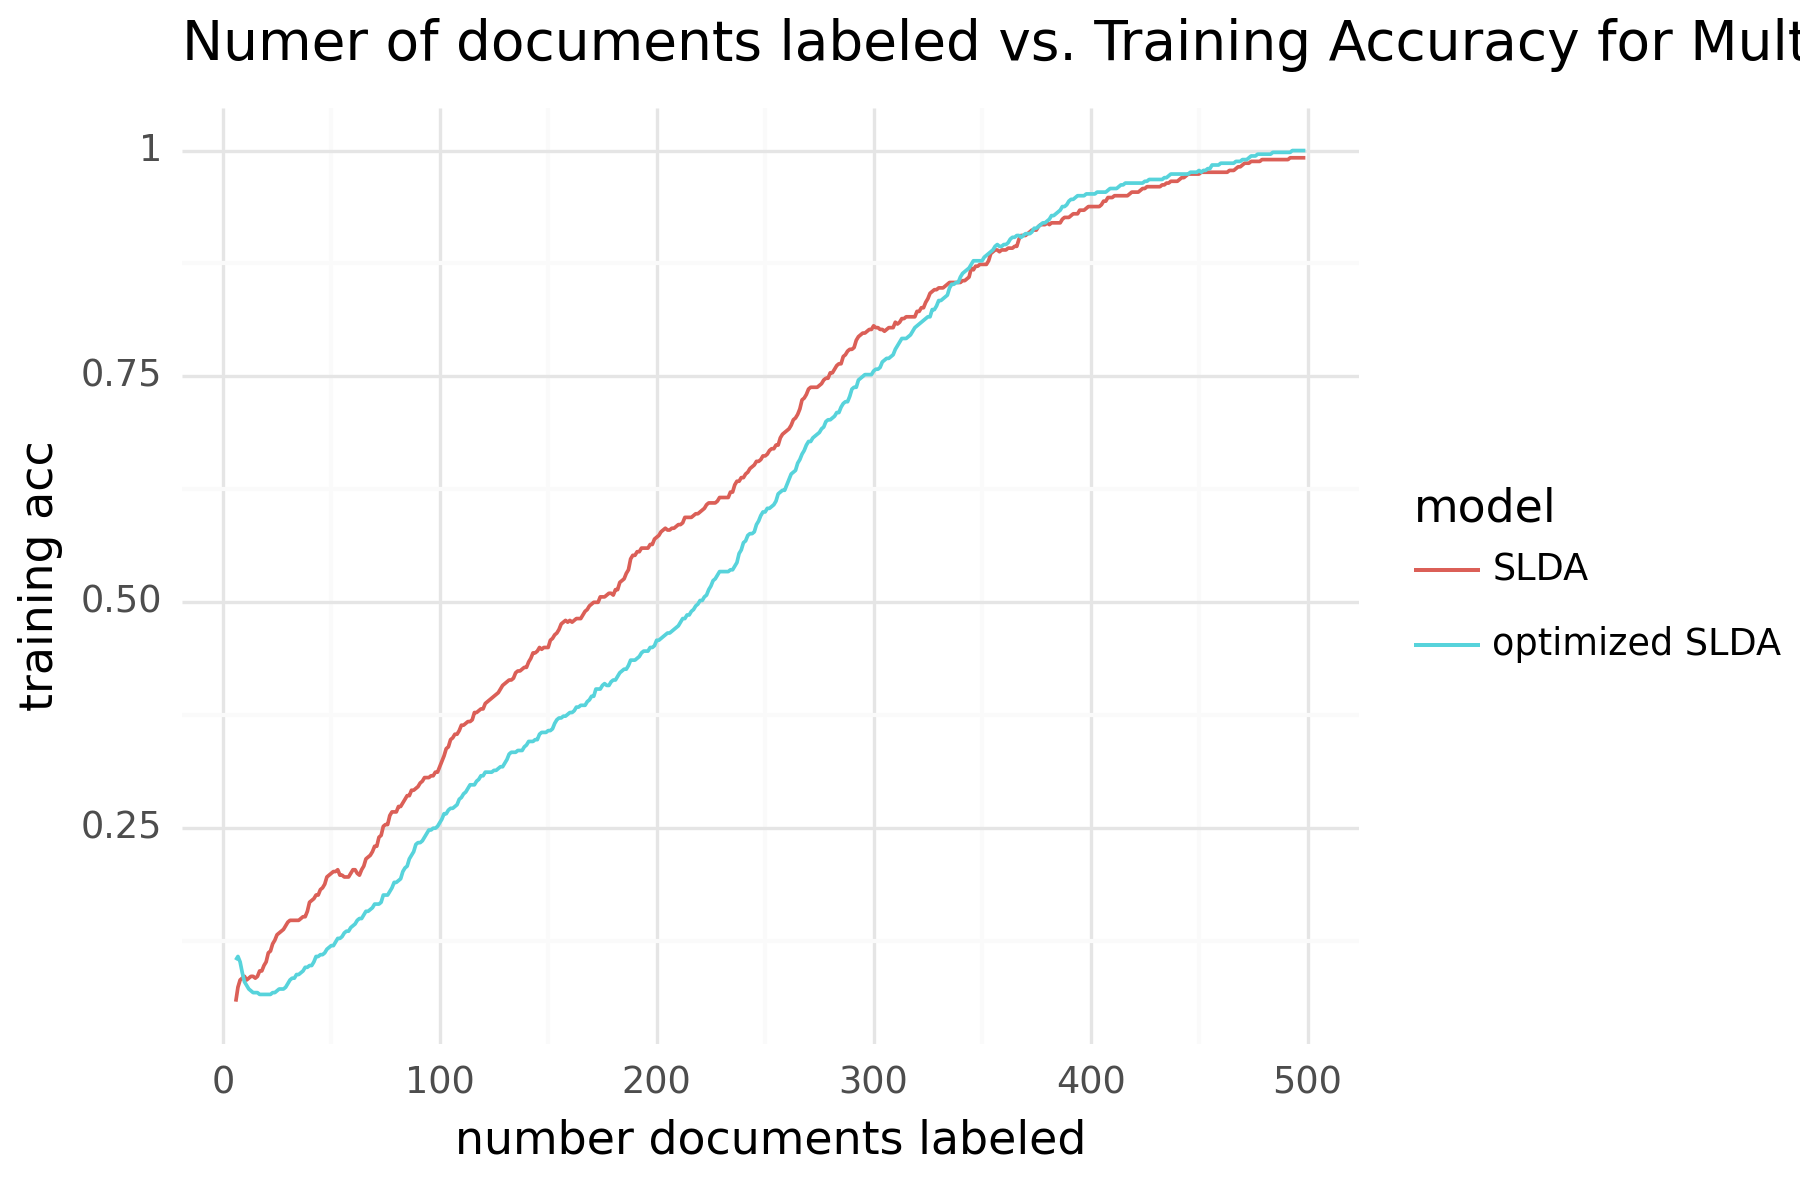 Numer of documents labeled vs. Training Accuracy for Mult
1
0.75
0.50
0.25
training acc
0 100 200 300 400 500
number documents labeled
model
SLDA
optimized SLDA